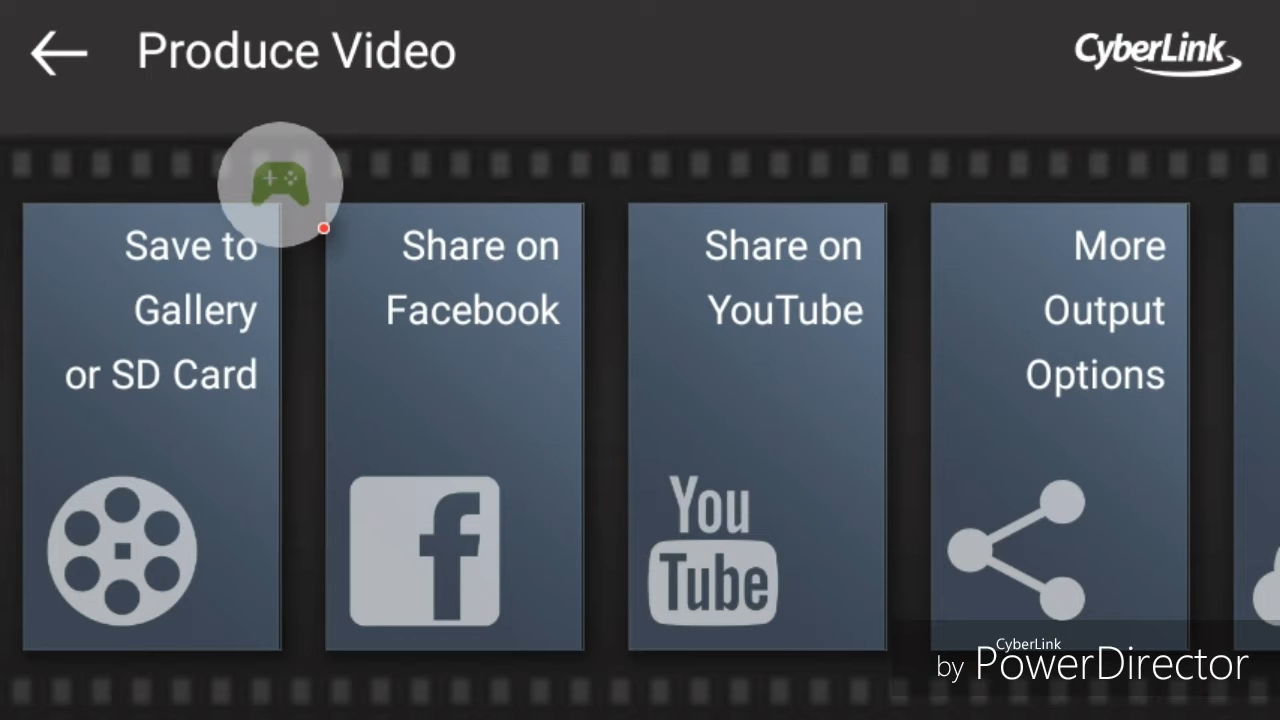 Produce Video
CyberLink
Save to
Gallery
or SD Card
Share on
Facebook
Share on
YouTube
More
Output
Options
f
You
Tube
CyberLink
by PowerDirector